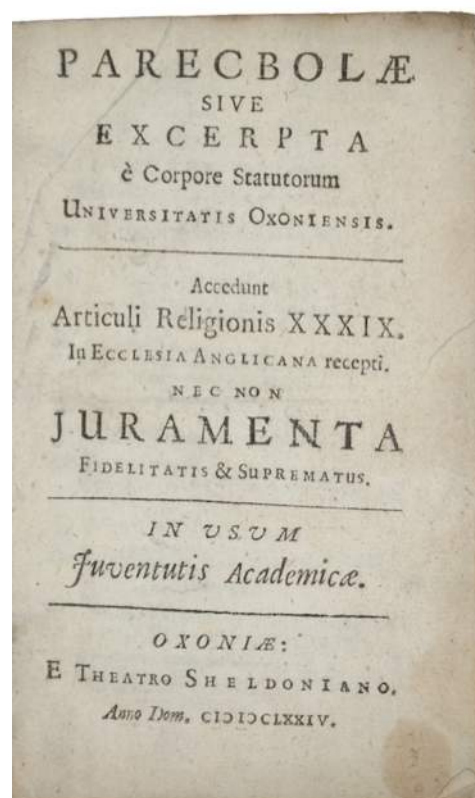 PARECBOLÆ
SIVE
EXCERPTA
è Corpore Statutorum
UNIVERSITATIS OXONIENSIS.
Accedunt
Articuli Religionis XXXIX.
In ECCLESIA ANGLICANA recepti.
NEC NON
JURAMENTA
FIDELITATIS & SUPREMATUS.
IN USUM
Juventutis Academicæ.
OXONIÆ:
E THEATRO SHELDONIANO.
Anno Dom. CIↃIↃCLXXIV.